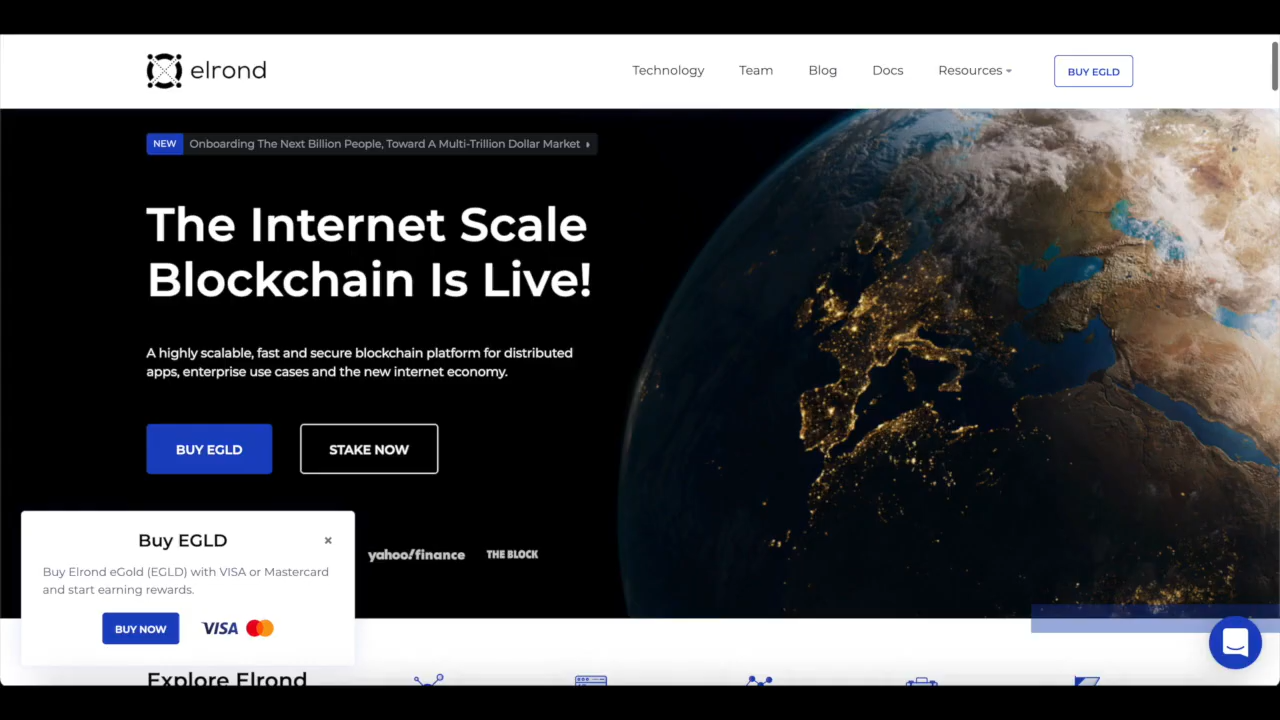 elrond
Technology
Team
Blog
Docs
Resources
BUY EGLD
NEW
Onboarding The Next Billion People, Toward A Multi-Trillion Dollar Market
The Internet Scale
Blockchain Is Live!
A highly scalable, fast and secure blockchain platform for distributed
apps, enterprise use cases and the new internet economy.
BUY EGLD
STAKE NOW
yahoo!finance
THE BLOCK
Buy EGLD
×
Buy Elrond eGold (EGLD) with VISA or Mastercard
and start earning rewards.
BUY NOW
VISA
Explore Elrond